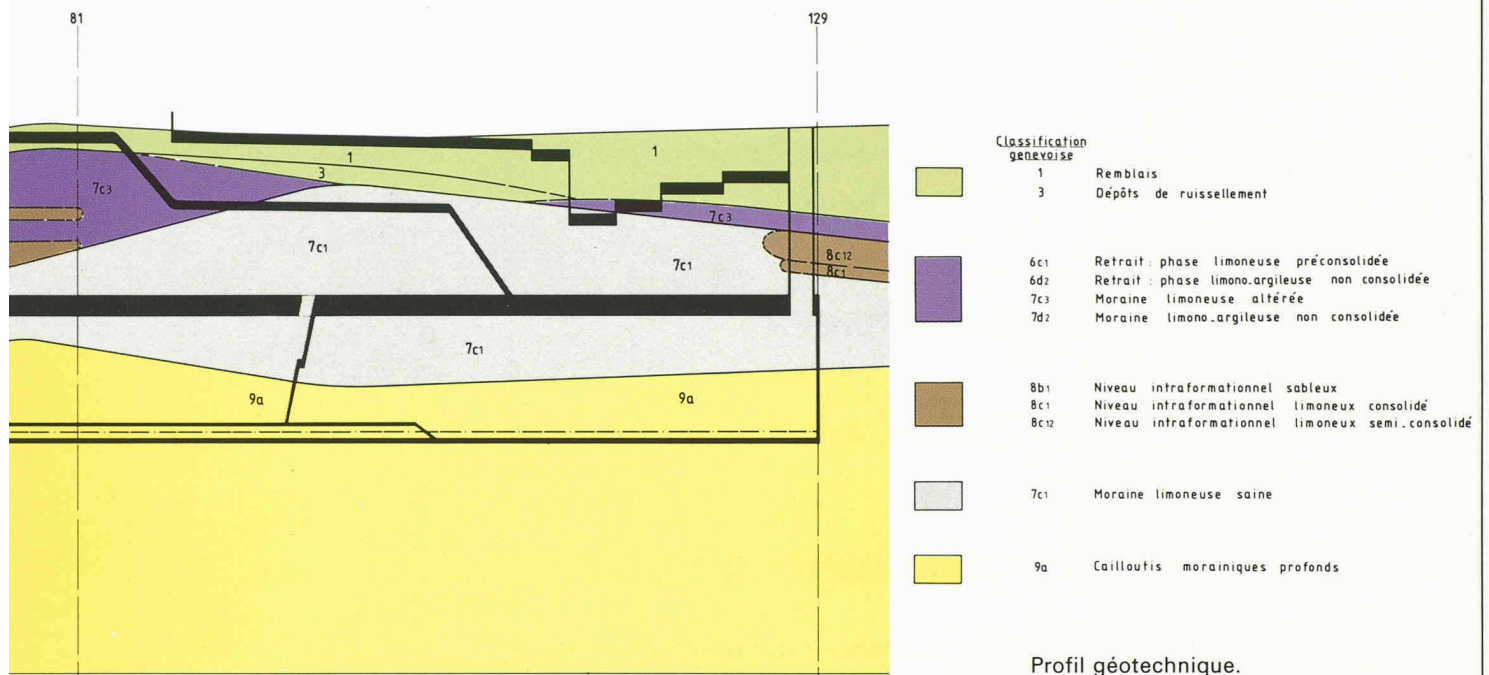 81 129
Classification
genevoise
1 Remblais
3 Dépôts de ruissellement
6c1 Retrait : phase limoneuse préconsolidée
6d2 Retrait : phase limono.argileuse non consolidée
7c3 Moraine limoneuse altérée
7d2 Moraine limono-argileuse non consolidée
8b1 Niveau intraformationnel sableux
8c1 Niveau intraformationnel limoneux consolidé
8c12 Niveau intraformationnel limoneux semi-consolidé
7c1 Moraine limoneuse saine
9a Cailloutis morainiques profonds
1
1
3
7c3
7c3
7c1
7c1
8c12
8c1
7c1
9a
9a
Profil géotechnique.